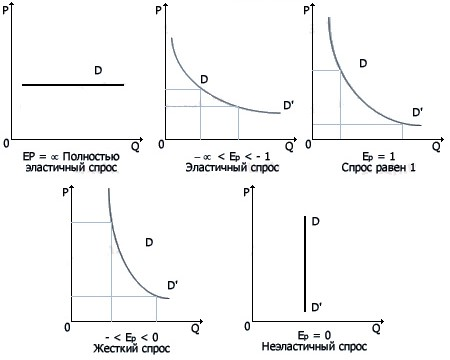 P
D
0
Q
EP = ∝ Полностью
эластичный спрос
P
D
D'
0
Q
– ∝ < Ep < - 1
Эластичный спрос
P
D
D'
0
Q
Ep = 1
Спрос равен 1
P
D
D'
0
Q
- < Ep < 0
Жесткий спрос
P
D
D'
0
Q
Ep = 0
Неэластичный спрос